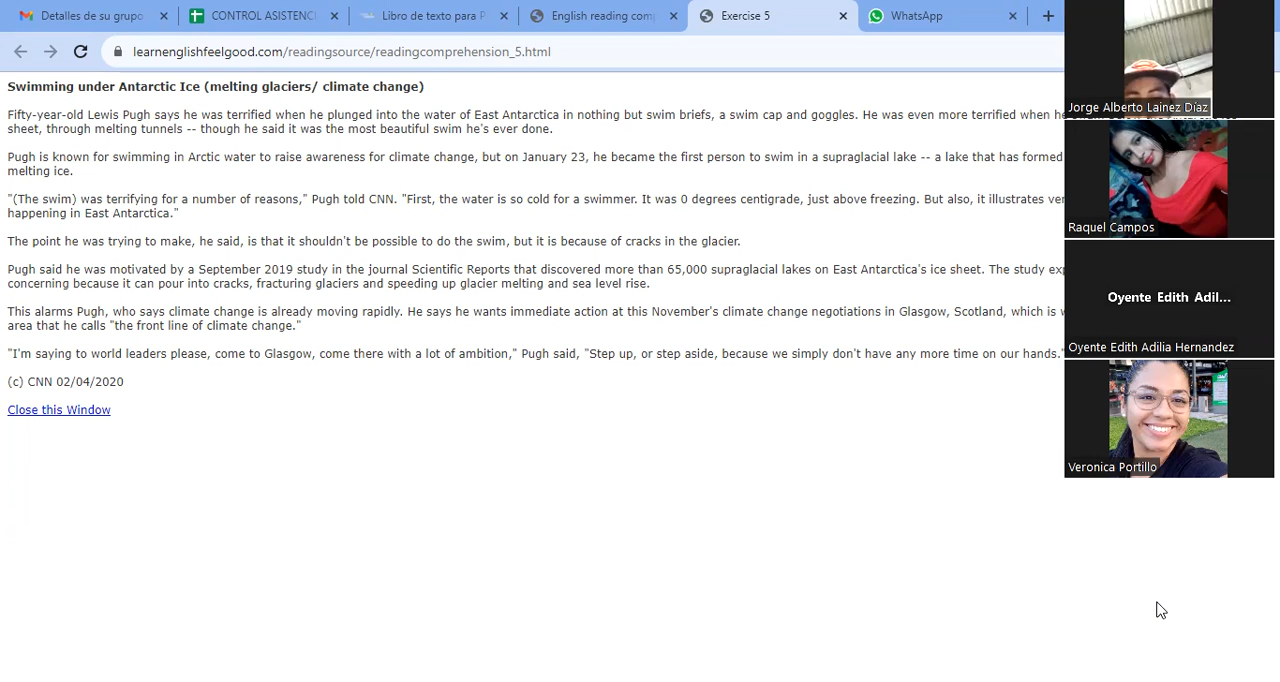 Detalles de su grupo
CONTROL ASISTENCI
Libro de texto para P
English reading comp
Exercise 5
WhatsApp
learnenglishfeelgood.com/readingsource/readingcomprehension_5.html
Swimming under Antarctic Ice (melting glaciers/ climate change)
Fifty-year-old Lewis Pugh says he was terrified when he plunged into the water of East Antarctica in nothing but swim briefs, a swim cap and goggles. He was even more terrified when he
sheet, through melting tunnels -- though he said it was the most beautiful swim he's ever done.
Pugh is known for swimming in Arctic water to raise awareness for climate change, but on January 23, he became the first person to swim in a supraglacial lake -- a lake that has formed
melting ice.
"(The swim) was terrifying for a number of reasons," Pugh told CNN. "First, the water is so cold for a swimmer. It was 0 degrees centigrade, just above freezing. But also, it illustrates ver
happening in East Antarctica."
The point he was trying to make, he said, is that it shouldn't be possible to do the swim, but it is because of cracks in the glacier.
Pugh said he was motivated by a September 2019 study in the journal Scientific Reports that discovered more than 65,000 supraglacial lakes on East Antarctica's ice sheet. The study exp
concerning because it can pour into cracks, fracturing glaciers and speeding up glacier melting and sea level rise.
This alarms Pugh, who says climate change is already moving rapidly. He says he wants immediate action at this November's climate change negotiations in Glasgow, Scotland, which is w
area that he calls "the front line of climate change."
"I'm saying to world leaders please, come to Glasgow, come there with a lot of ambition," Pugh said, "Step up, or step aside, because we simply don't have any more time on our hands."
(c) CNN 02/04/2020
Close this Window
Jorge Alberto Lainez Diaz
Raquel Campos
Oyente Edith Adil...
Oyente Edith Adilia Hernandez
Veronica Portillo